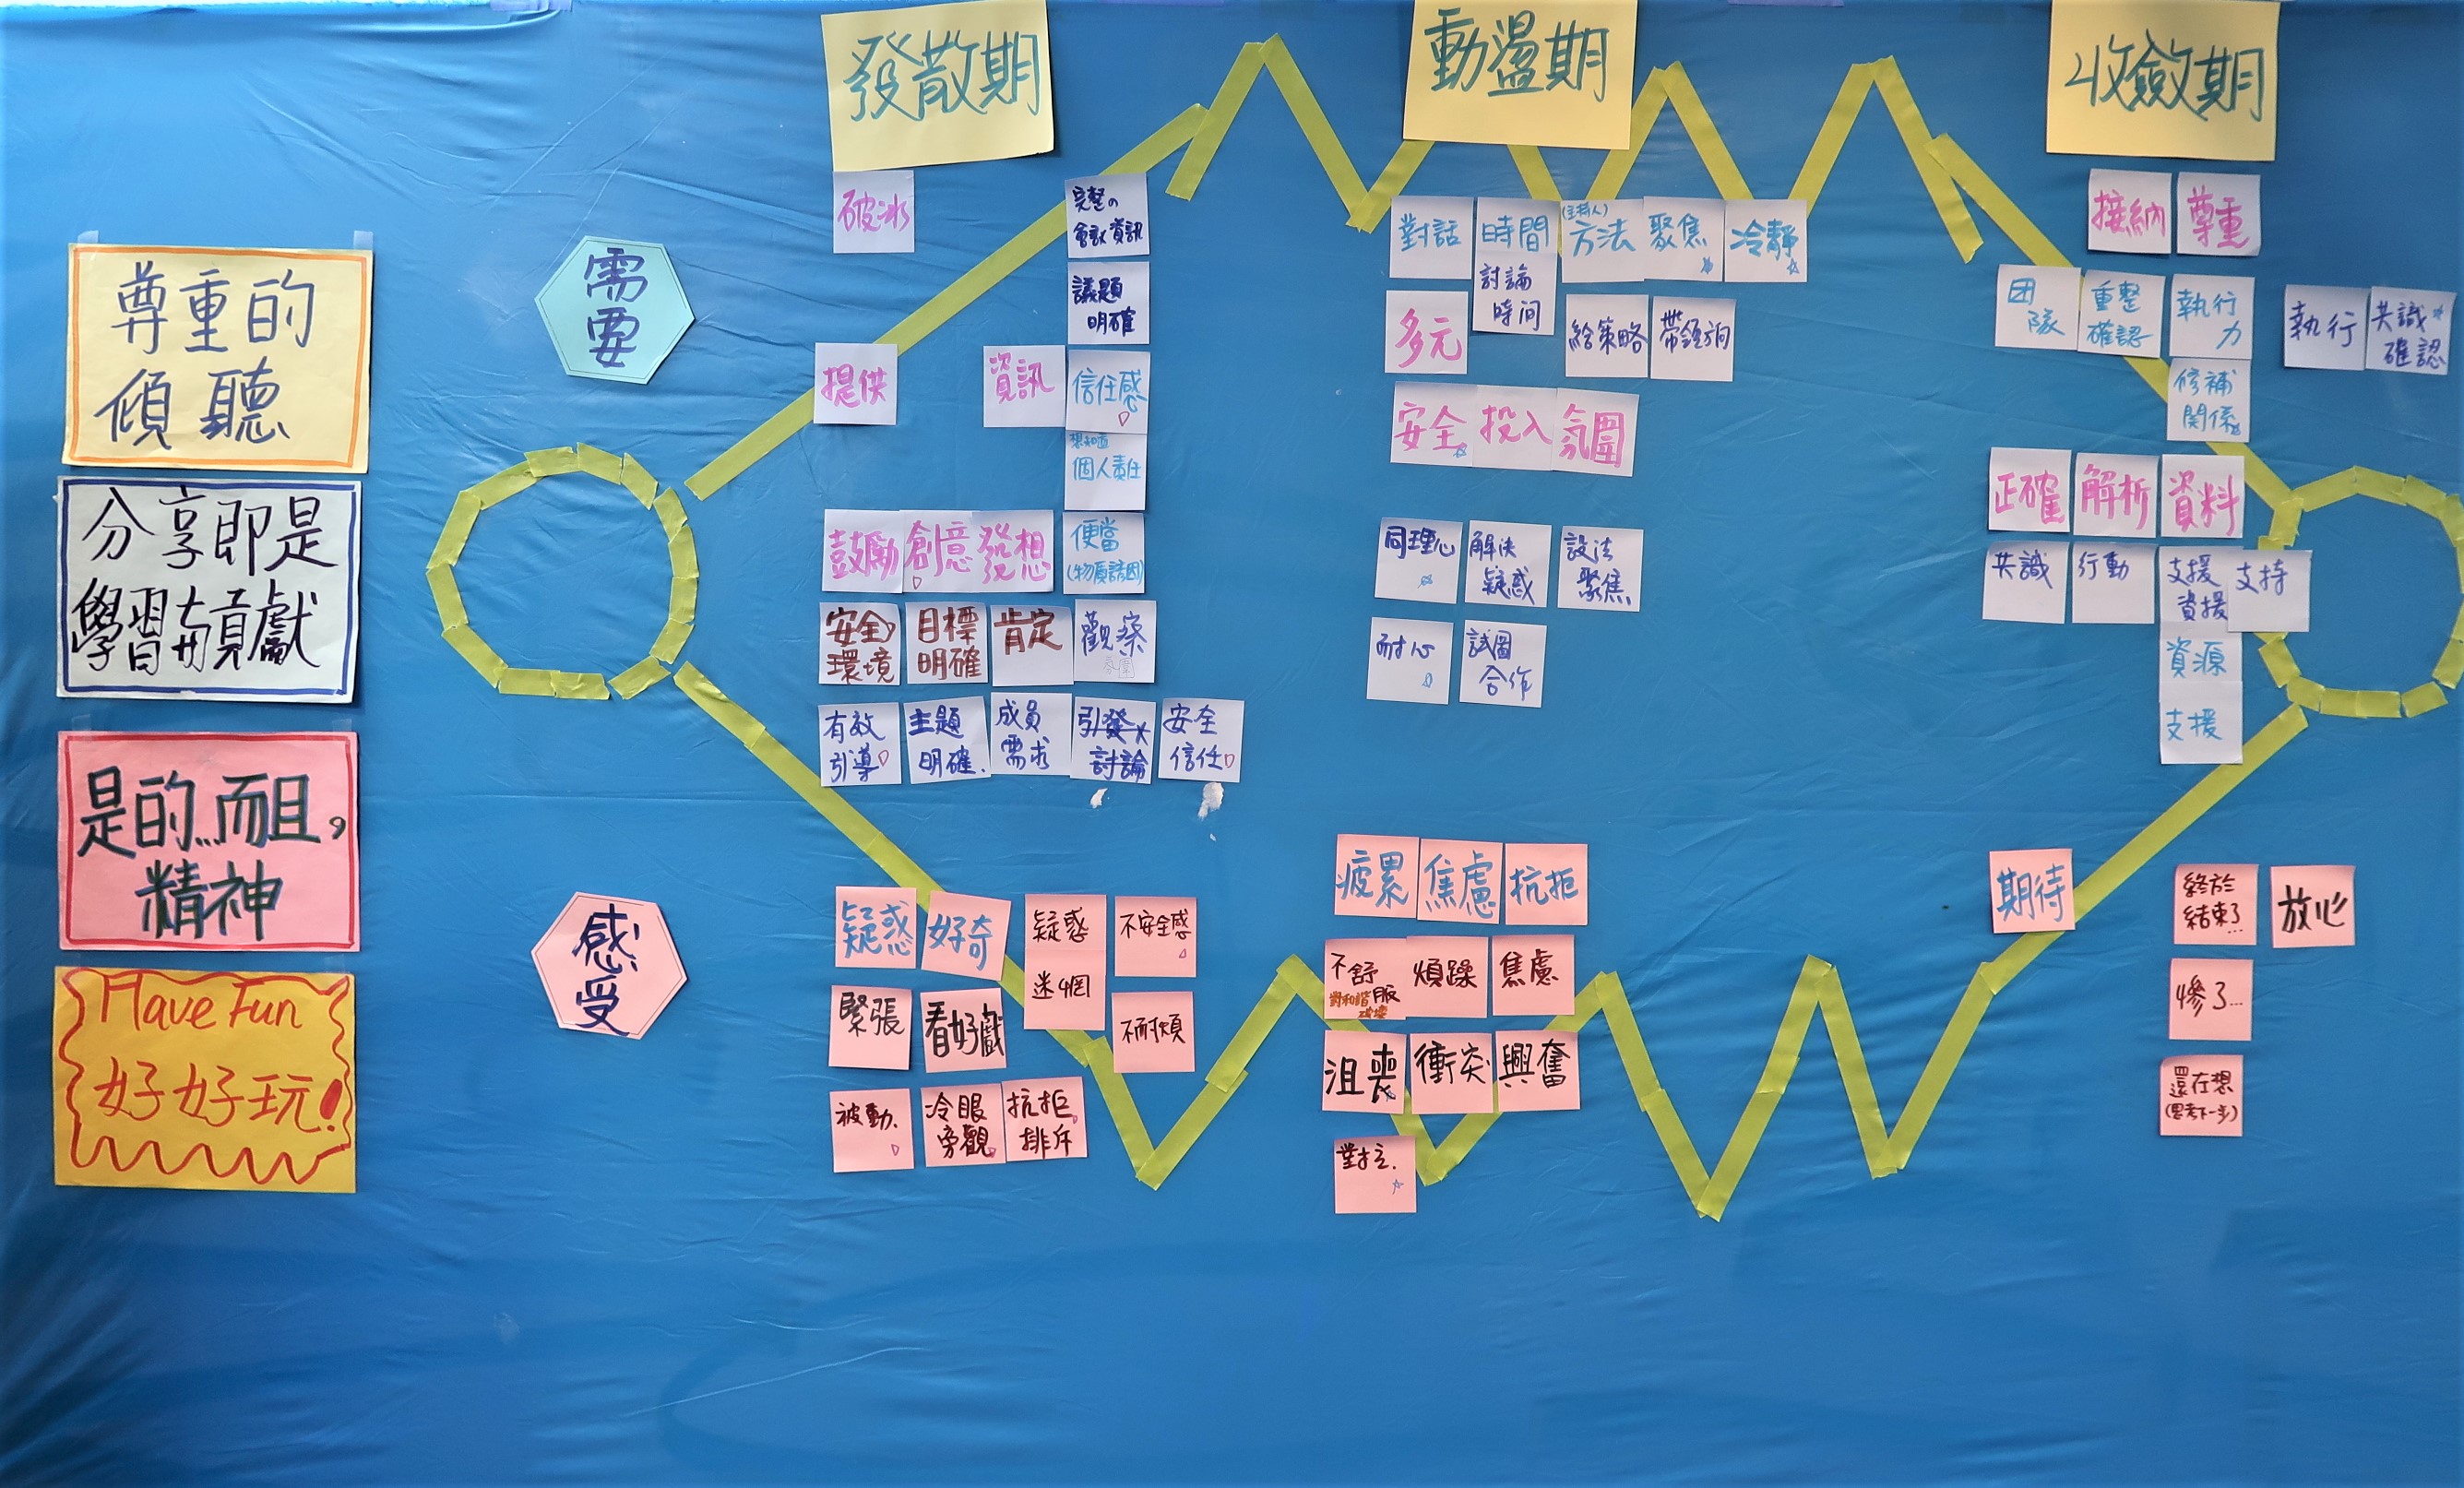 發散期
動盪期
收斂期
尊重的
傾聽
分享即是
學習与貢獻
是的…而且,
精神
Have Fun
好好玩!
需
要
破冰
完整の
會議資訊
議題
明確
提供
資訊
信任感
想知道
個人責任
鼓勵
創意
發想
便當
(物質誘因)
安全
環境
目標
明確
肯定
觀察
有效
引導
主題
明確
成員
需求
引發
討論
安全
信任
對話
時間
(主持人)
方法
聚焦
冷靜
討論
時间
多元
給策略
帶領方向
安全
投入
氛圍
同理心
解決
疑惑
設法
聚焦
耐心
試圖
合作
接納
尊重
团
隊
重整
確認
執行
力
執行
共識
確認
修補
關係
正確
解析
資料
共識
行動
支援
資援
支持
資源
支援
感
受
疑惑
好奇
疑惑
不安全感
迷惘
緊張
看好戲
不耐煩
被動.
冷眼
旁觀
抗拒
排斥
疲累
焦慮
抗拒
不舒
服
對和諧
破壞
煩躁
焦慮
沮喪
衝突
興奮
對立.
期待
終於
結束了…
放心
慘了…
還在想
(思考下一步)